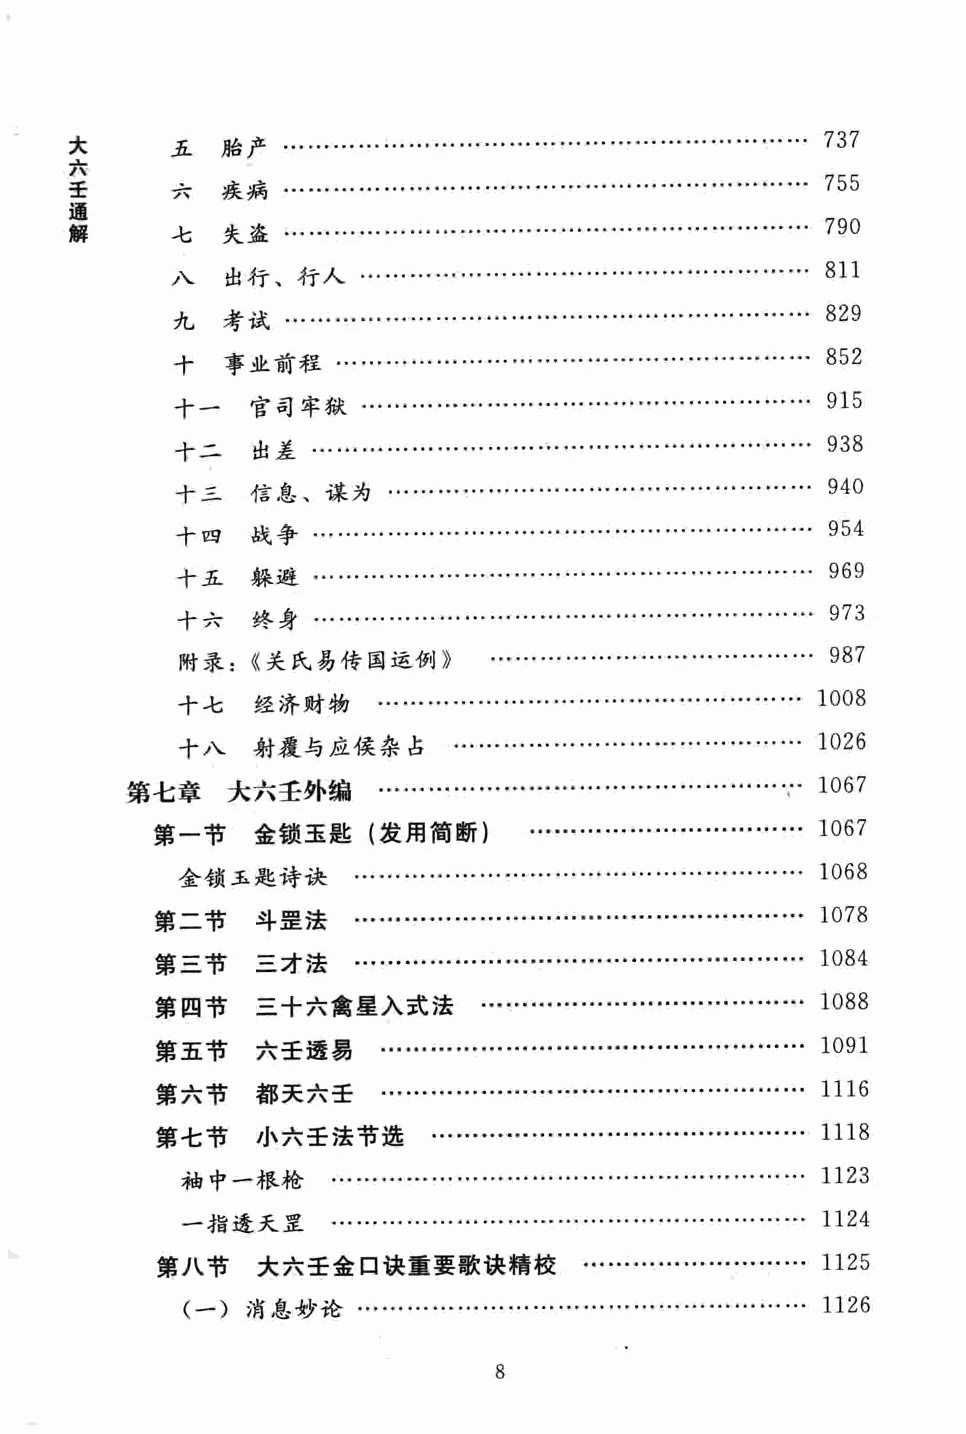 大六壬通解
五 胎产 …… 737
六 疾病 …… 755
七 失盗 …… 790
八 出行、行人 …… 811
九 考试 …… 829
十 事业前程 …… 852
十一 官司牢狱 …… 915
十二 出差 …… 938
十三 信息、谋为 …… 940
十四 战争 …… 954
十五 躲避 …… 969
十六 终身 …… 973
附录：《关氏易传国运例》 …… 987
十七 经济财物 …… 1008
十八 射覆与应侯杂占 …… 1026
第七章 大六壬外编 …… 1067
第一节 金锁玉匙（发用简断） …… 1067
金锁玉匙诗诀 …… 1068
第二节 斗罡法 …… 1078
第三节 三才法 …… 1084
第四节 三十六禽星入式法 …… 1088
第五节 六壬透易 …… 1091
第六节 都天六壬 …… 1116
第七节 小六壬法节选 …… 1118
袖中一根枪 …… 1123
一指透天罡 …… 1124
第八节 大六壬金口诀重要歌诀精校 …… 1125
（一）消息妙论 …… 1126
8